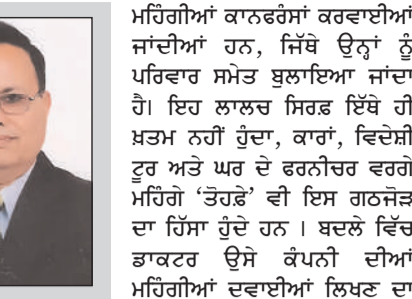 ਮਹਿੰਗੀਆਂ ਕਾਨਫਰੰਸਾਂ ਕਰਵਾਈਆਂ
ਜਾਂਦੀਆਂ ਹਨ, ਜਿੱਥੇ ਉਨ੍ਹਾਂ ਨੂੰ
ਪਰਿਵਾਰ ਸਮੇਤ ਬੁਲਾਇਆ ਜਾਂਦਾ
ਹੈ। ਇਹ ਲਾਲਚ ਸਿਰਫ਼ ਇੱਥੇ ਹੀ
ਖ਼ਤਮ ਨਹੀਂ ਹੁੰਦਾ, ਕਾਰਾਂ, ਵਿਦੇਸ਼ੀ
ਟੂਰ ਅਤੇ ਘਰ ਦੇ ਫਰਨੀਚਰ ਵਰਗੇ
ਮਹਿੰਗੇ ‘ਤੋਹਫ਼ੇ’ ਵੀ ਇਸ ਗਠਜੋੜ
ਦਾ ਹਿੱਸਾ ਹੁੰਦੇ ਹਨ । ਬਦਲੇ ਵਿੱਚ
ਡਾਕਟਰ ਉਸੇ ਕੰਪਨੀ ਦੀਆਂ
ਮਹਿੰਗੀਆਂ ਦਵਾਈਆਂ ਲਿਖਣ ਦਾ